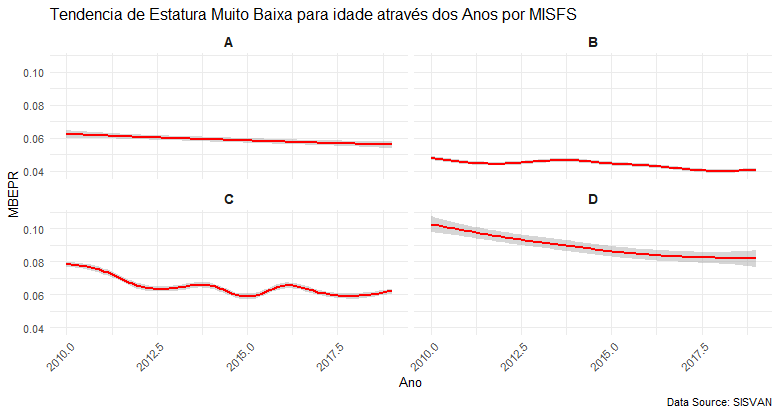 Tendencia de Estatura Muito Baixa para idade através dos Anos por MISFS
A
B
0.10
0.08
0.06
0.04
MBEPR
C
D
0.10
0.08
0.06
0.04
2010.0
2012.5
2015.0
2017.5
2010.0
2012.5
2015.0
2017.5
Ano
Data Source: SISVAN